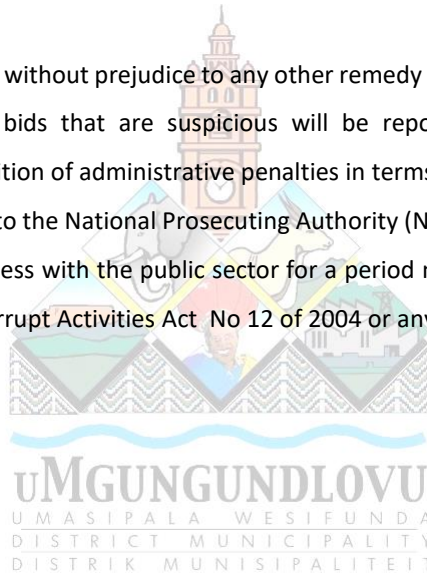 without prejudice to any other remedy
bids that are suspicious will be repo
ition of administrative penalties in terms
to the National Prosecuting Authority (N
ess with the public sector for a period n
rrupt Activities Act No 12 of 2004 or any
UMGUNGUNDLOVU
UMASIPALA WESIFUNDA
DISTRICT MUNICIPALITY
DISTRIK MUNISIPALITEIT